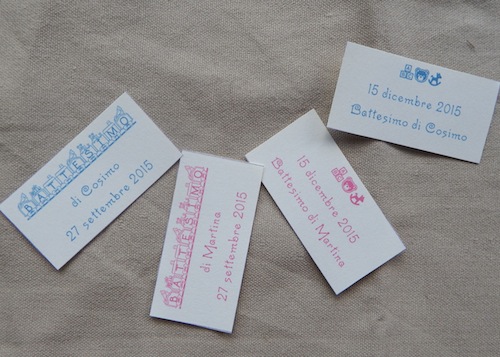 BATTESIMO
di Cosimo
27 settembre 2015
BATTESIMO
di Martina
27 settembre 2015
15 dicembre 2015
Battesimo di Martina
15 dicembre 2015
Battesimo di Cosimo